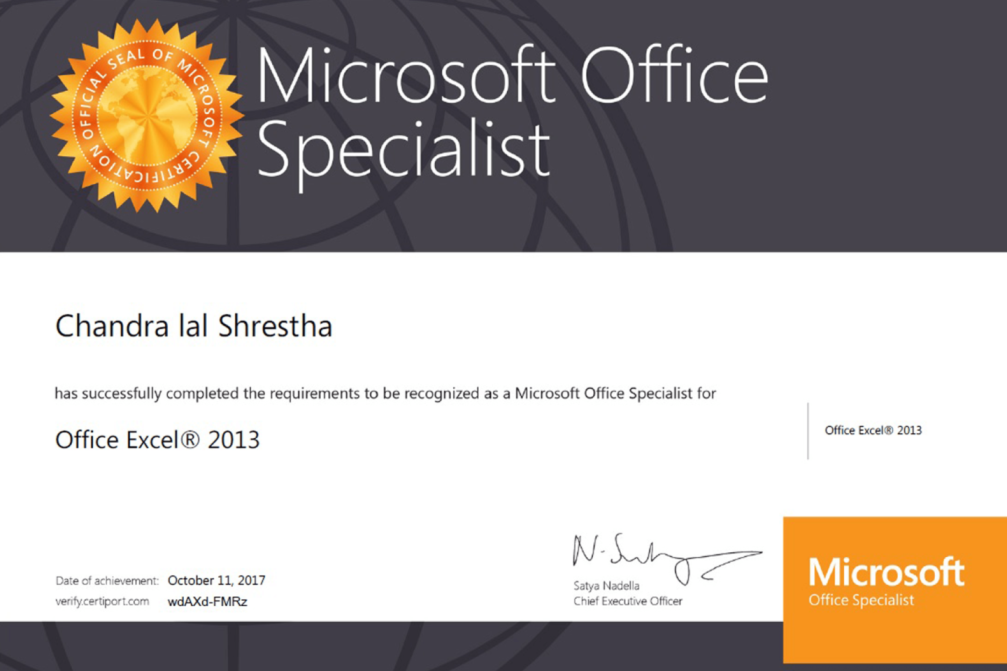 OFFICIAL SEAL OF MICROSOFT CERTIFICATION
Microsoft Office
Specialist
Chandra lal Shrestha
has successfully completed the requirements to be recognized as a Microsoft Office Specialist for
Office Excel® 2013
Office Excel® 2013
N. Satya
Satya Nadella
Chief Executive Officer
Date of achievement: October 11, 2017
verify.certiport.com wdAXd-FMRz
Microsoft
Office Specialist